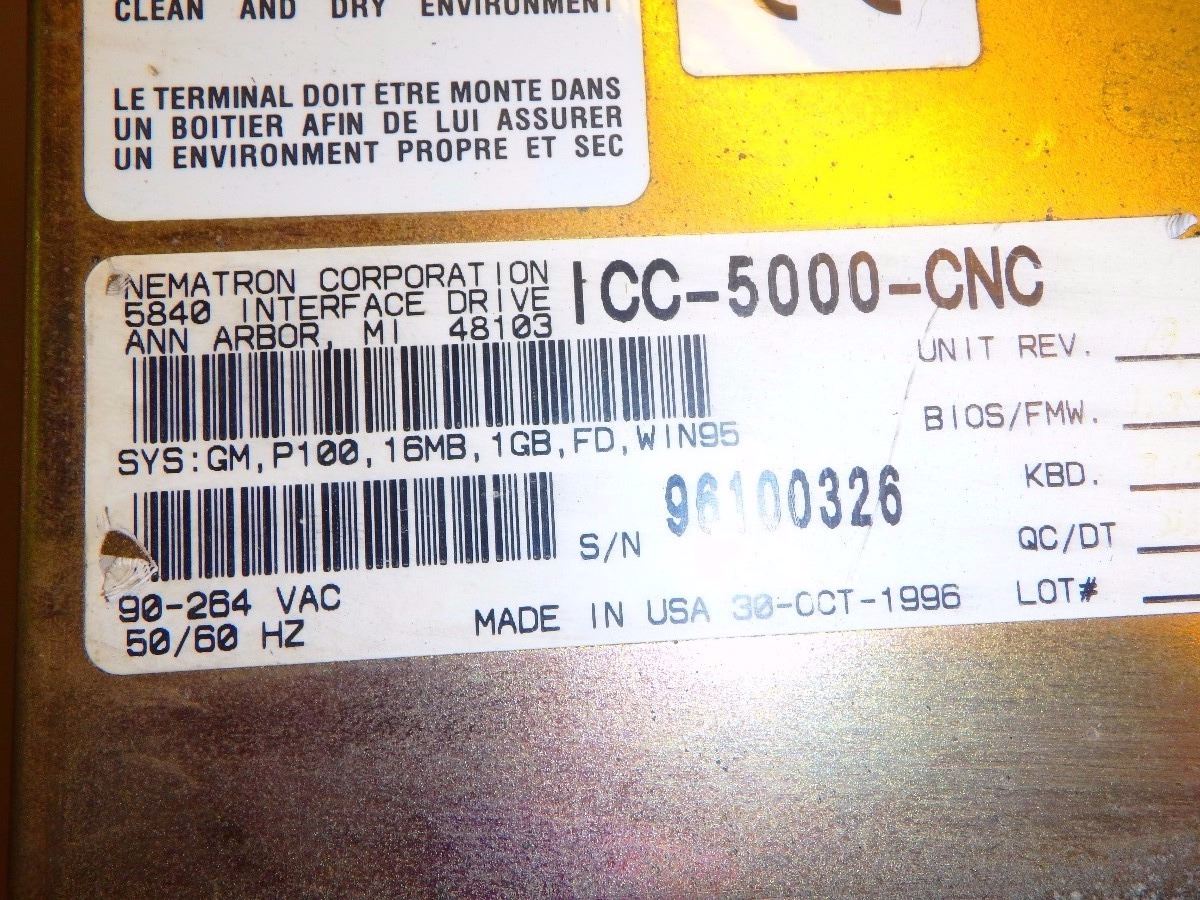 CLEAN AND DRY ENVIRONMENT
LE TERMINAL DOIT ETRE MONTE DANS
UN BOITIER AFIN DE LUI ASSURER
UN ENVIRONMENT PROPRE ET SEC
NEMATRON CORPORATION
5840 INTERFACE DRIVE
ANN ARBOR, MI 48103
ICC-5000-CNC
UNIT REV.
BIOS/FMW.
SYS:GM,P100,16MB,1GB,FD,WIN95
KBD.
S/N 96100326
QC/DT
90-264 VAC
50/60 HZ
MADE IN USA 30-OCT-1996
LOT#